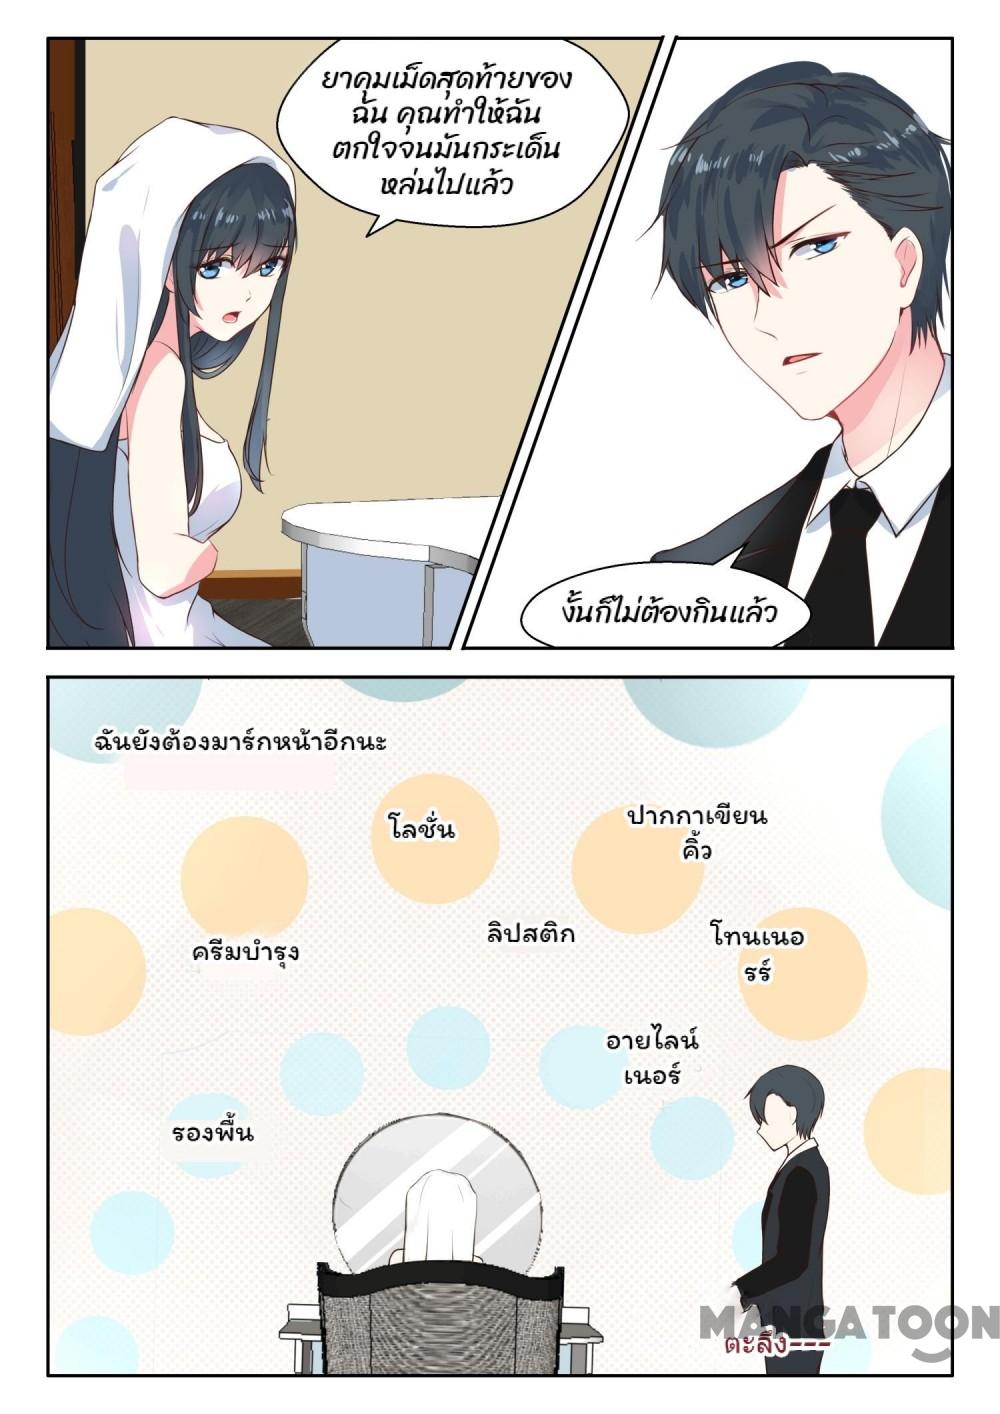 ยาคุมเม็ดสุดท้ายของ
ฉัน คุณทำให้ฉัน
ตกใจจนมันกระเด็น
หล่นไปแล้ว
งั้นก็ไม่ต้องกินแล้ว
ฉันยังต้องมาร์กหน้าอีกนะ
โลชั่น
ปากกาเขียน
คิ้ว
ครีมบำรุง
ลิปสติก
โทนเนอ
รร์
อายไลน์
เนอร์
รองพื้น
MANGATOON
ตะลึง---